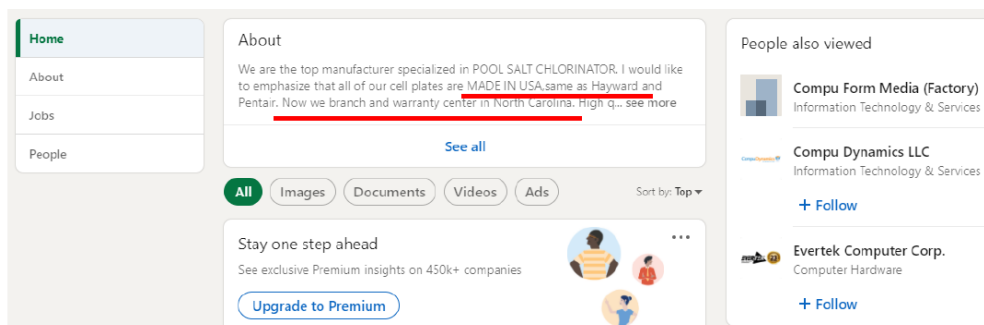 Home
About
Jobs
People
About
We are the top manufacturer specialized in POOL SALT CHLORINATOR. I would like
to emphasize that all of our cell plates are MADE IN USA,same as Hayward and
Pentair. Now we branch and warranty center in North Carolina. High q... see more
See all
All Images Documents Videos Ads Sort by: Top
Stay one step ahead
See exclusive Premium insights on 450k+ companies
Upgrade to Premium
People also viewed
Compu Form Media (Factory)
Information Technology & Services
Compu Dynamics LLC
Information Technology & Services
+ Follow
Evertek Computer Corp.
Computer Hardware
+ Follow